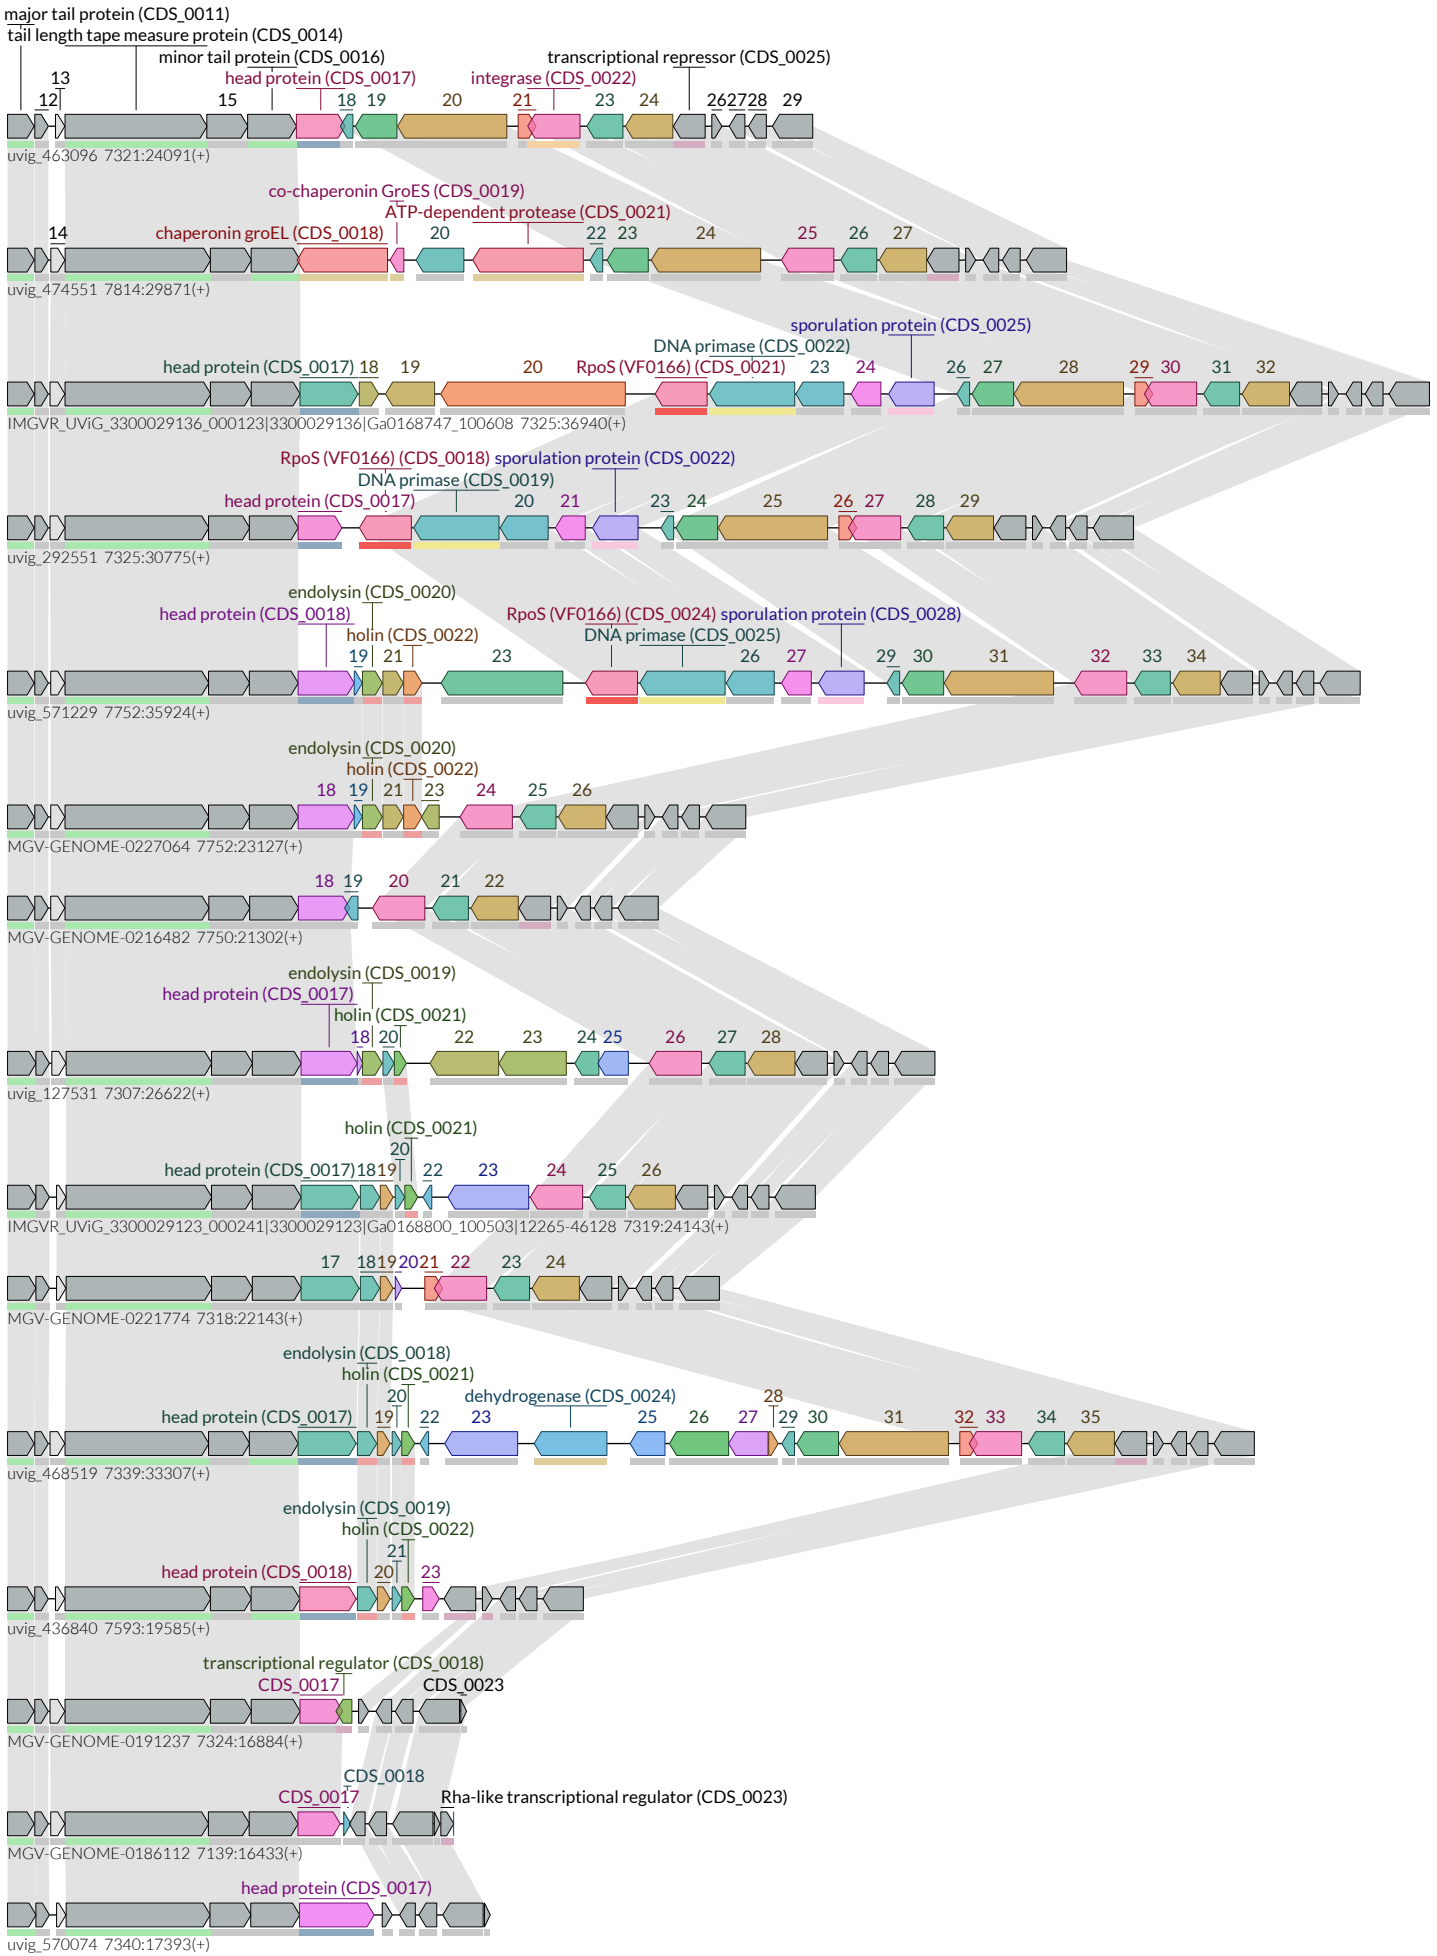 major tail protein (CDS_0011)
tail length tape measure protein (CDS_0014)
minor tail protein (CDS_0016) transcriptional repressor (CDS_0025)
13 head protein (CDS_0017) integrase (CDS_0022)
12 15 18 19 20 21 23 24 26 27 28 29
uvig_463096 7321:24091(+)
co-chaperonin GroES (CDS_0019)
ATP-dependent protease (CDS_0021)
14 chaperonin groEL (CDS_0018) 20 22 23 24 25 26 27
uvig_474551 7814:29871(+)
sporulation protein (CDS_0025)
DNA primase (CDS_0022)
head protein (CDS_0017) 18 19 20 RpoS (VF0166) (CDS_0021) 23 24 26 27 28 29 30 31 32
IMGVR_UViG_3300029136_000123|3300029136|Ga0168747_100608 7325:36940(+)
RpoS (VF0166) (CDS_0018) sporulation protein (CDS_0022)
DNA primase (CDS_0019)
head protein (CDS_0017) 20 21 23 24 25 26 27 28 29
uvig_292551 7325:30775(+)
endolysin (CDS_0020)
head protein (CDS_0018) RpoS (VF0166) (CDS_0024) sporulation protein (CDS_0028)
holin (CDS_0022) DNA primase (CDS_0025)
19 21 23 26 27 29 30 31 32 33 34
uvig_571229 7752:35924(+)
endolysin (CDS_0020)
holin (CDS_0022)
18 19 21 23 24 25 26
MGV-GENOME-0227064 7752:23127(+)
18 19 20 21 22
MGV-GENOME-0216482 7750:21302(+)
endolysin (CDS_0019)
head protein (CDS_0017)
holin (CDS_0021)
18 20 22 23 24 25 26 27 28
uvig_127531 7307:26622(+)
holin (CDS_0021)
20
head protein (CDS_0017) 18 19 22 23 24 25 26
IMGVR_UViG_3300029123_000241|3300029123|Ga0168800_100503|12265-46128 7319:24143(+)
17 18 19 20 21 22 23 24
MGV-GENOME-0221774 7318:22143(+)
endolysin (CDS_0018)
holin (CDS_0021)
20 dehydrogenase (CDS_0024) 28
head protein (CDS_0017) 19 22 23 25 26 27 29 30 31 32 33 34 35
uvig_468519 7339:33307(+)
endolysin (CDS_0019)
holin (CDS_0022)
21
head protein (CDS_0018) 20 23
uvig_436840 7593:19585(+)
transcriptional regulator (CDS_0018)
CDS_0017 CDS_0023
MGV-GENOME-0191237 7324:16884(+)
CDS_0018
CDS_0017 Rha-like transcriptional regulator (CDS_0023)
MGV-GENOME-0186112 7139:16433(+)
head protein (CDS_0017)
uvig_570074 7340:17393(+)